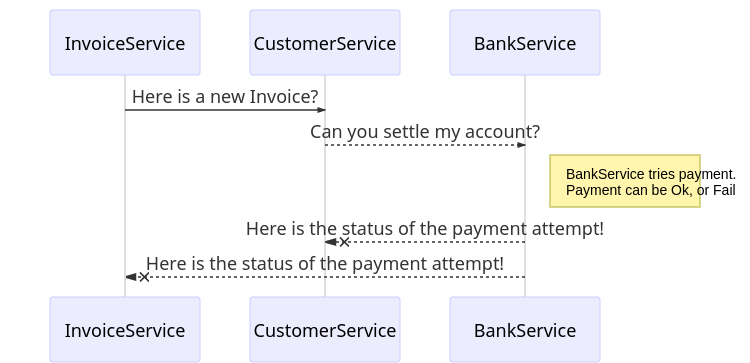 InvoiceService
CustomerService
BankService
Here is a new Invoice?
Can you settle my account?
BankService tries payment.
Payment can be Ok, or Fail
Here is the status of the payment attempt!
Here is the status of the payment attempt!
InvoiceService
CustomerService
BankService